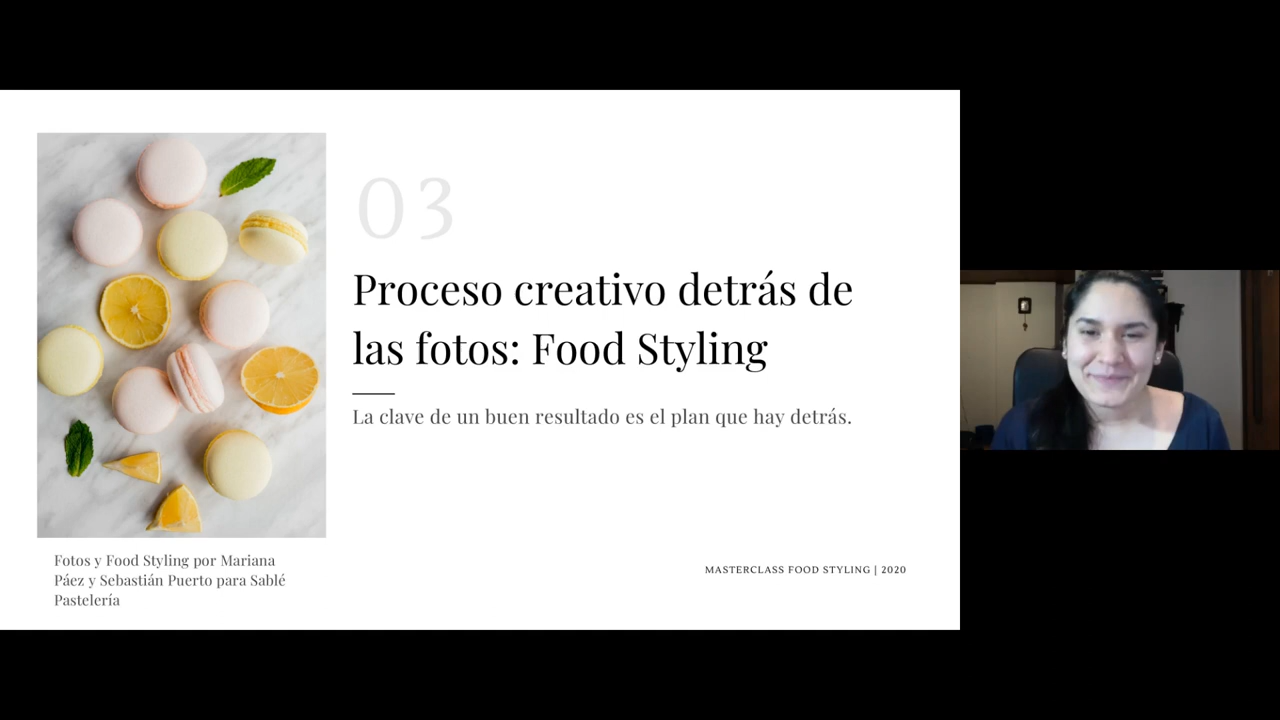 03
Proceso creativo detrás de
las fotos: Food Styling
La clave de un buen resultado es el plan que hay detrás.
Fotos y Food Styling por Mariana
Páez y Sebastián Puerto para Sablé
Pastelería
MASTERCLASS FOOD STYLING | 2020